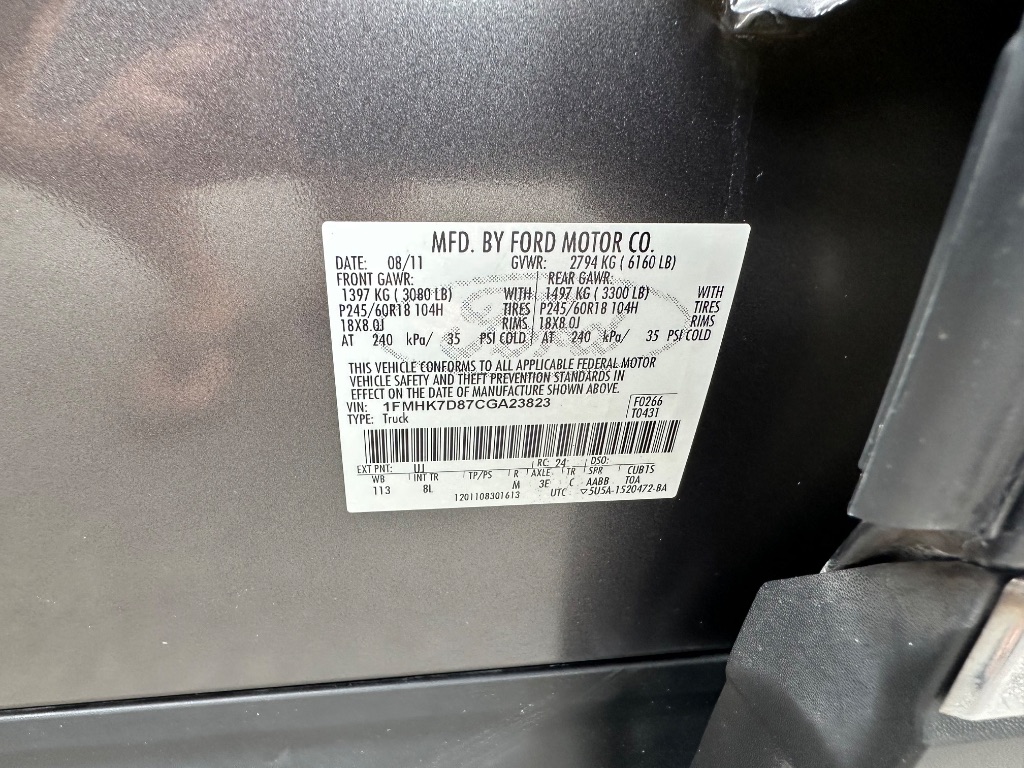 MFD. BY FORD MOTOR CO.
DATE: 08/11 GVWR: 2794 KG ( 6160 LB)
FRONT GAWR: REAR GAWR:
1397 KG ( 3080 LB) WITH 1497 KG ( 3300 LB) WITH
P245/60R18 104H TIRES P245/60R18 104H TIRES
18X8.0J RIMS 18X8.0J RIMS
AT 240 kPa/ 35 PSI COLD AT 240 kPa/ 35 PSI COLD
THIS VEHICLE CONFORMS TO ALL APPLICABLE FEDERAL MOTOR
VEHICLE SAFETY AND THEFT PREVENTION STANDARDS IN
EFFECT ON THE DATE OF MANUFACTURE SHOWN ABOVE.
VIN: 1FMHK7D87CGA23823 F0266
TYPE: Truck T0431
EXT PNT: UJ RC: 24 DSO:
WB INT TR TP/PS R AXLE TR SPR CUBTS
113 8L M 3E C AABB TOA
1201108301613 UTC ▽5U5A-1520472-BA